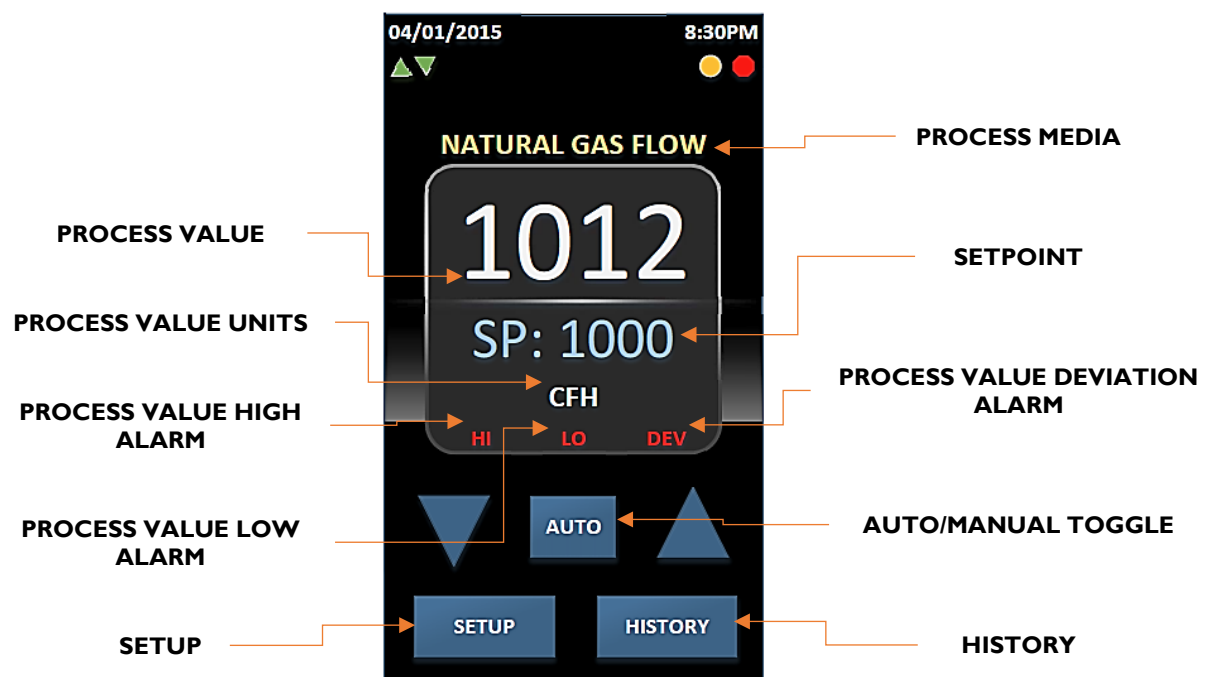 04/01/2015 8:30PM
NATURAL GAS FLOW
PROCESS MEDIA
1012
PROCESS VALUE
SETPOINT
SP: 1000
PROCESS VALUE UNITS
CFH
PROCESS VALUE DEVIATION
ALARM
PROCESS VALUE HIGH
ALARM
HI LO DEV
PROCESS VALUE LOW
ALARM
AUTO
AUTO/MANUAL TOGGLE
SETUP
SETUP HISTORY
HISTORY